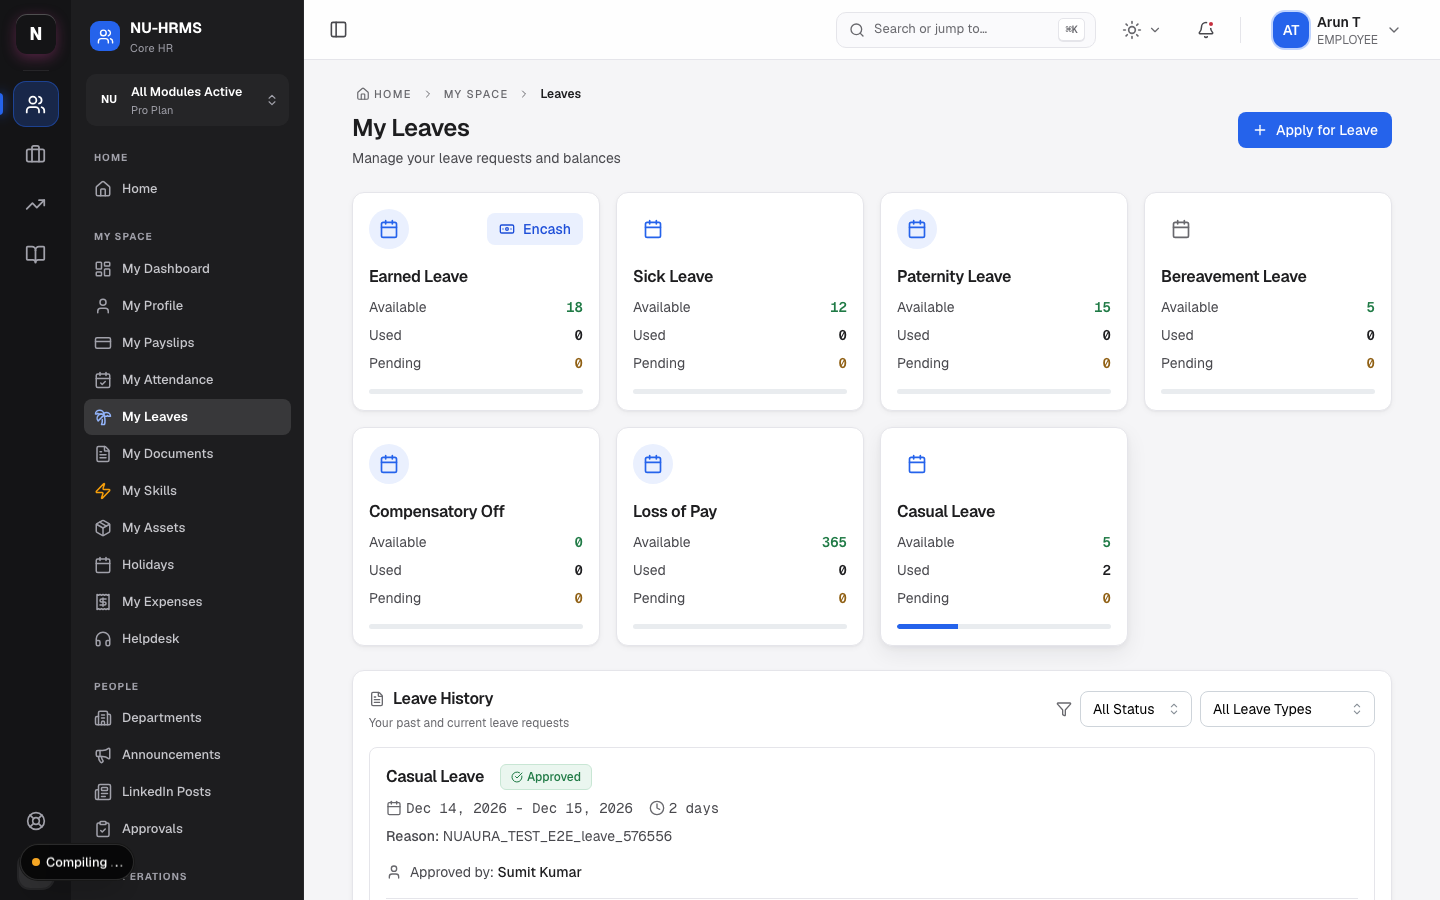 N
NU-HRMS
Core HR
NU
All Modules Active
Pro Plan
HOME
Home
MY SPACE
My Dashboard
My Profile
My Payslips
My Attendance
My Leaves
My Documents
My Skills
My Assets
Holidays
My Expenses
Helpdesk
PEOPLE
Departments
Announcements
LinkedIn Posts
Approvals
ERATIONS
Compiling ...
Search or jump to...
⌘K
AT
Arun T
EMPLOYEE
HOME > MY SPACE > Leaves
My Leaves
Manage your leave requests and balances
Apply for Leave
Encash
Earned Leave
Available 18
Used 0
Pending 0
Sick Leave
Available 12
Used 0
Pending 0
Paternity Leave
Available 15
Used 0
Pending 0
Bereavement Leave
Available 5
Used 0
Pending 0
Compensatory Off
Available 0
Used 0
Pending 0
Loss of Pay
Available 365
Used 0
Pending 0
Casual Leave
Available 5
Used 2
Pending 0
Leave History
Your past and current leave requests
All Status
All Leave Types
Casual Leave Approved
Dec 14, 2026 - Dec 15, 2026 2 days
Reason: NUAURA_TEST_E2E_leave_576556
Approved by: Sumit Kumar